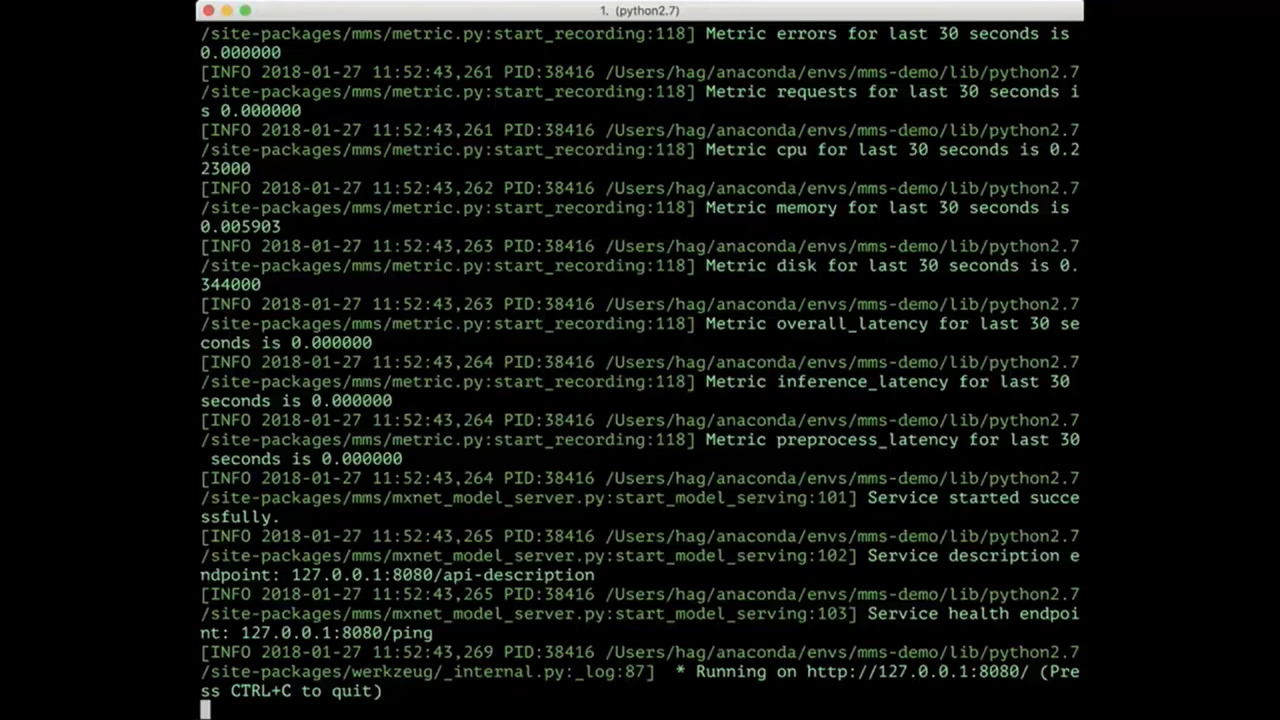 1. (python2.7)
/site-packages/mms/metric.py:start_recording:118] Metric errors for last 30 seconds is
0.000000
[INFO 2018-01-27 11:52:43,261 PID:38416 /Users/hag/anaconda/envs/mms-demo/lib/python2.7
/site-packages/mms/metric.py:start_recording:118] Metric requests for last 30 seconds i
s 0.000000
[INFO 2018-01-27 11:52:43,261 PID:38416 /Users/hag/anaconda/envs/mms-demo/lib/python2.7
/site-packages/mms/metric.py:start_recording:118] Metric cpu for last 30 seconds is 0.2
23000
[INFO 2018-01-27 11:52:43,262 PID:38416 /Users/hag/anaconda/envs/mms-demo/lib/python2.7
/site-packages/mms/metric.py:start_recording:118] Metric memory for last 30 seconds is
0.005903
[INFO 2018-01-27 11:52:43,263 PID:38416 /Users/hag/anaconda/envs/mms-demo/lib/python2.7
/site-packages/mms/metric.py:start_recording:118] Metric disk for last 30 seconds is 0.
344000
[INFO 2018-01-27 11:52:43,263 PID:38416 /Users/hag/anaconda/envs/mms-demo/lib/python2.7
/site-packages/mms/metric.py:start_recording:118] Metric overall_latency for last 30 se
conds is 0.000000
[INFO 2018-01-27 11:52:43,264 PID:38416 /Users/hag/anaconda/envs/mms-demo/lib/python2.7
/site-packages/mms/metric.py:start_recording:118] Metric inference_latency for last 30
seconds is 0.000000
[INFO 2018-01-27 11:52:43,264 PID:38416 /Users/hag/anaconda/envs/mms-demo/lib/python2.7
/site-packages/mms/metric.py:start_recording:118] Metric preprocess_latency for last 30
 seconds is 0.000000
[INFO 2018-01-27 11:52:43,264 PID:38416 /Users/hag/anaconda/envs/mms-demo/lib/python2.7
/site-packages/mms/mxnet_model_server.py:start_model_serving:101] Service started succe
ssfully.
[INFO 2018-01-27 11:52:43,265 PID:38416 /Users/hag/anaconda/envs/mms-demo/lib/python2.7
/site-packages/mms/mxnet_model_server.py:start_model_serving:102] Service description e
ndpoint: 127.0.0.1:8080/api-description
[INFO 2018-01-27 11:52:43,265 PID:38416 /Users/hag/anaconda/envs/mms-demo/lib/python2.7
/site-packages/mms/mxnet_model_server.py:start_model_serving:103] Service health endpoi
nt: 127.0.0.1:8080/ping
[INFO 2018-01-27 11:52:43,269 PID:38416 /Users/hag/anaconda/envs/mms-demo/lib/python2.7
/site-packages/werkzeug/_internal.py:_log:87]  * Running on http://127.0.0.1:8080/ (Pre
ss CTRL+C to quit)